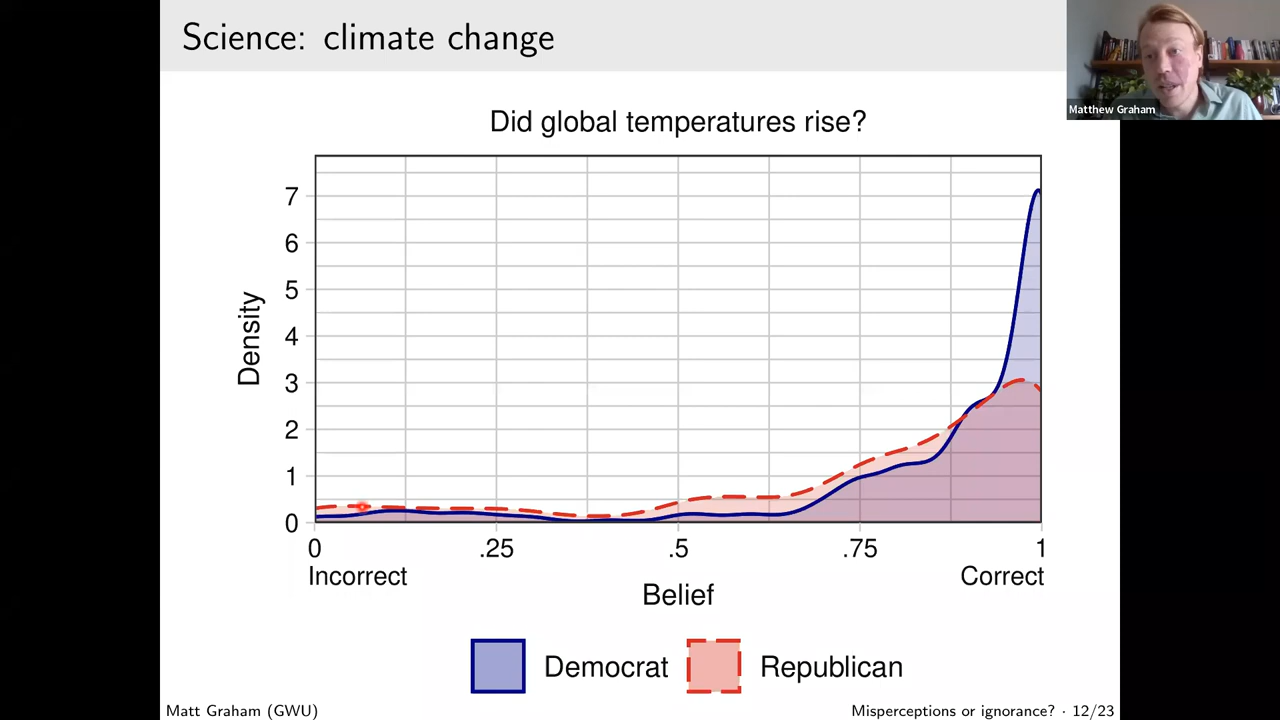 Science: climate change
Matthew Graham
Did global temperatures rise?
Density
7
6
5
4
3
2
1
0
0 .25 .5 .75 1
Incorrect Correct
Belief
Democrat Republican
Matt Graham (GWU) Misperceptions or ignorance? · 12/23